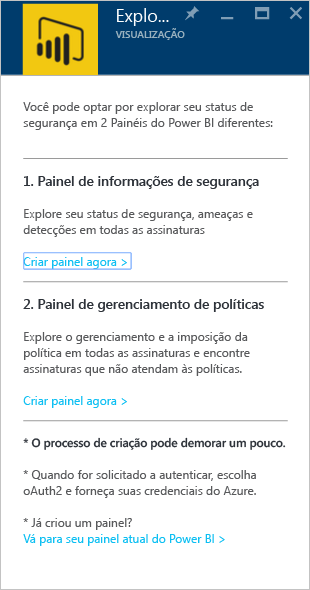 Explo...
VISUALIZAÇÃO
Você pode optar por explorar seu status de
segurança em 2 Painéis do Power BI diferentes:
1. Painel de informações de segurança
Explore seu status de segurança, ameaças e
detecções em todas as assinaturas
Criar painel agora >
2. Painel de gerenciamento de políticas
Explore o gerenciamento e a imposição da
política em todas as assinaturas e encontre
assinaturas que não atendam às políticas.
Criar painel agora >
* O processo de criação pode demorar um pouco.
* Quando for solicitado a autenticar, escolha
oAuth2 e forneça suas credenciais do Azure.
* Já criou um painel?
Vá para seu painel atual do Power BI >